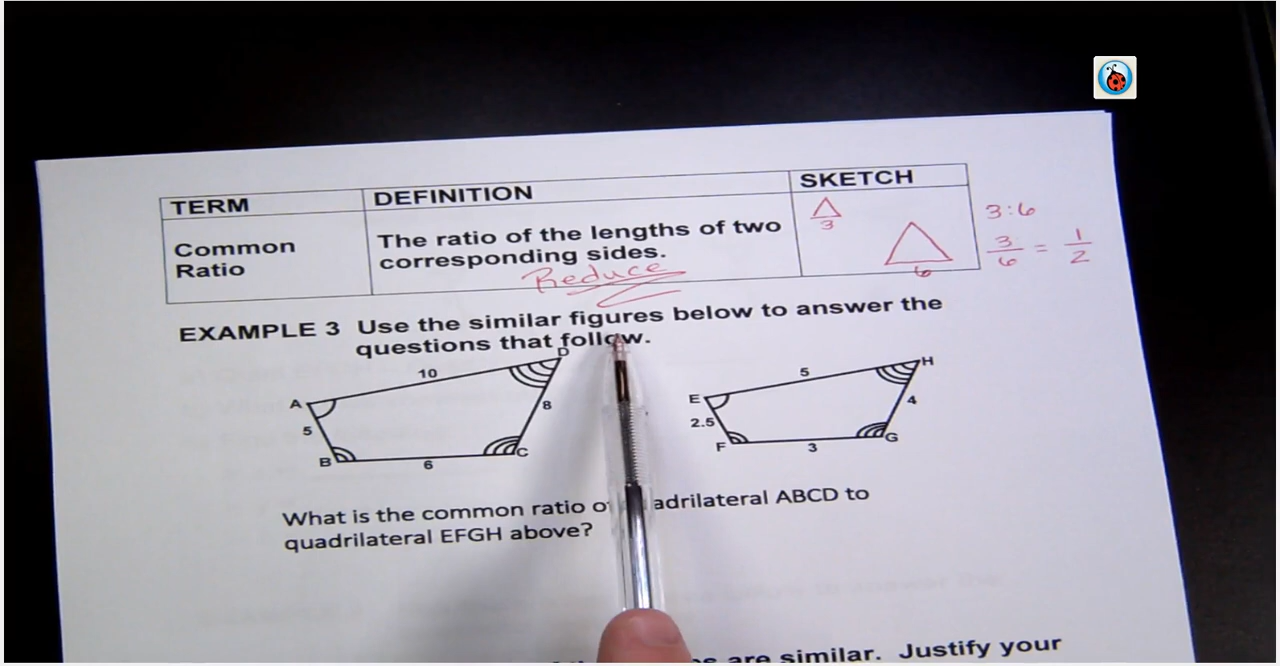 TERM DEFINITION SKETCH
Common Ratio
The ratio of the lengths of two
corresponding sides.
Reduce
3
6
3:6
3/6 = 1/2
EXAMPLE 3 Use the similar figures below to answer the
questions that follow.
A 10 D
5 8
B 6 C
E 5 H
2.5 4
F 3 G
What is the common ratio of quadrilateral ABCD to
quadrilateral EFGH above?
are similar. Justify your